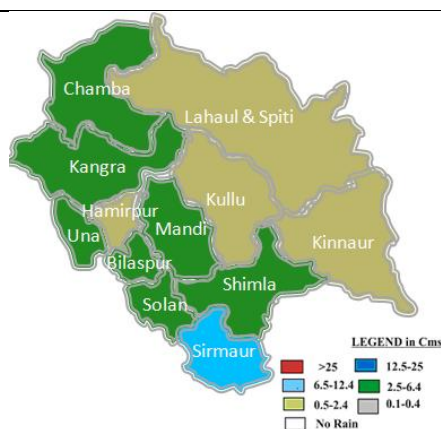 Chamba
Lahaul & Spiti
Kangra
Hamirpur
Kullu
Una
Mandi
Kinnaur
Bilaspur
Shimla
Solan
Sirmaur
LEGEND in Cms
>25 12.5-25
6.5-12.4 2.5-6.4
0.5-2.4 0.1-0.4
No Rain